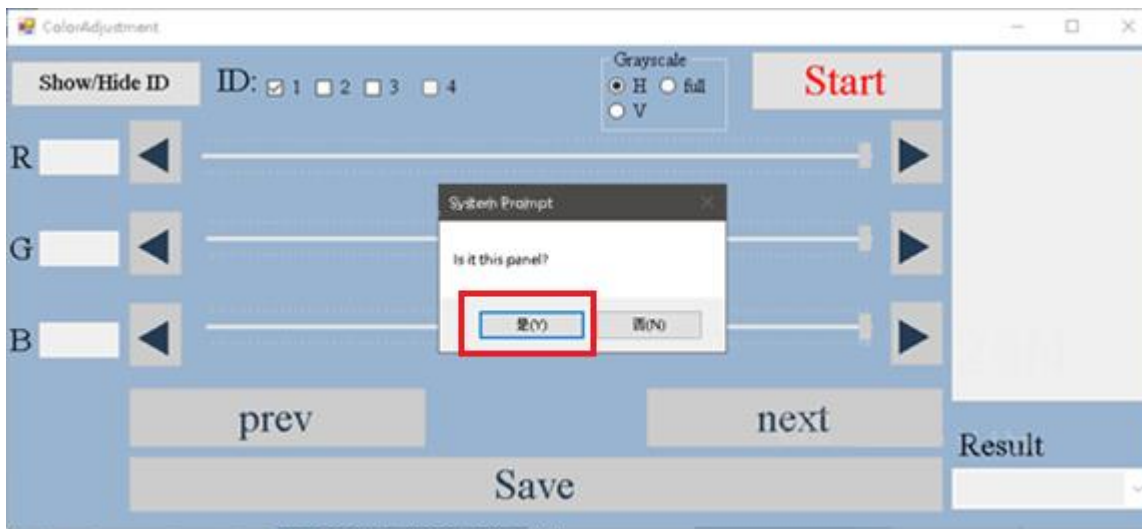 ColorAdjustment
Show/Hide ID
ID: 1 2 3 4
Grayscale
H full
V
Start
R
G
B
System Prompt
Is it this panel?
是(Y) 否(N)
prev next
Save
Result